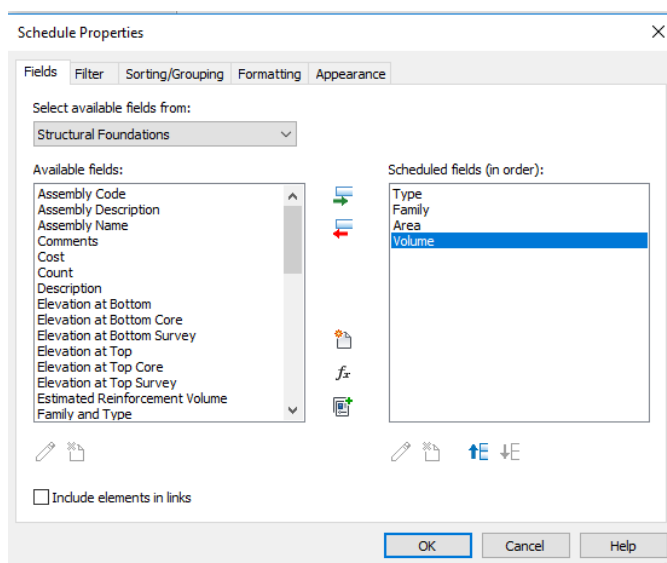 Schedule Properties
Fields Filter Sorting/Grouping Formatting Appearance
Select available fields from:
Structural Foundations
Available fields:
Assembly Code
Assembly Description
Assembly Name
Comments
Cost
Count
Description
Elevation at Bottom
Elevation at Bottom Core
Elevation at Bottom Survey
Elevation at Top
Elevation at Top Core
Elevation at Top Survey
Estimated Reinforcement Volume
Family and Type
fx
Scheduled fields (in order):
Type
Family
Area
Volume
E E
Include elements in links
OK Cancel Help